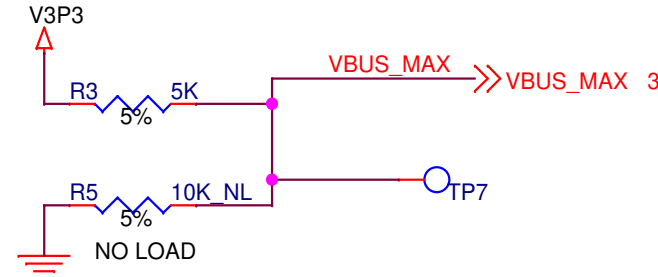 V3P3
VBUS_MAX
VBUS_MAX 3
R3 5K
5%
R5 10K_NL
5%
TP7
NO LOAD